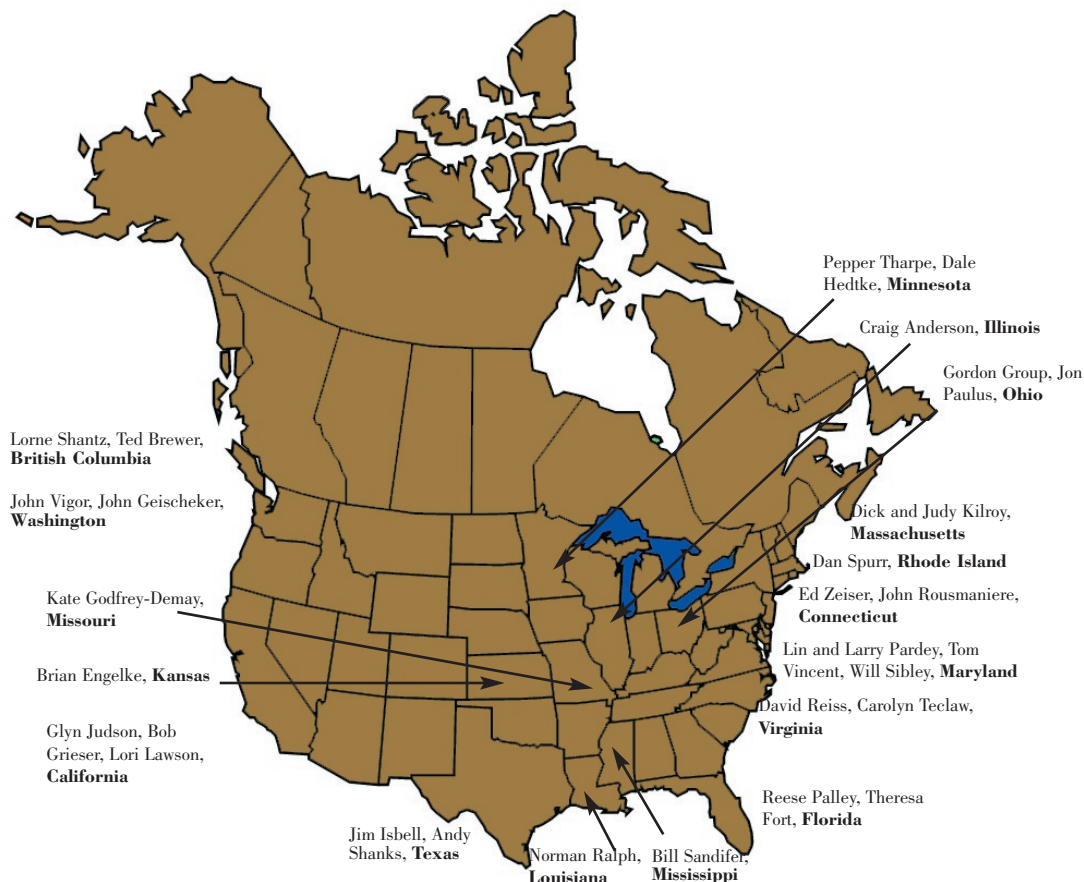 Pepper Tharpe, Dale
Hedtke, Minnesota
Craig Anderson, Illinois
Gordon Group, Jon
Paulus, Ohio
Lorne Shantz, Ted Brewer,
British Columbia
John Vigor, John Geischeker,
Washington
Dick and Judy Kilroy,
Massachusetts
Dan Spurr, Rhode Island
Kate Godfrey-Demay,
Missouri
Ed Zeiser, John Rousmaniere,
Connecticut
Lin and Larry Pardey, Tom
Vincent, Will Sibley, Maryland
Brian Engelke, Kansas
David Reiss, Carolyn Teclaw,
Virginia
Glyn Judson, Bob
Grieser, Lori Lawson,
California
Reese Palley, Theresa
Fort, Florida
Jim Isbell, Andy
Shanks, Texas
Norman Ralph,
Louisiana
Bill Sandifer,
Mississippi